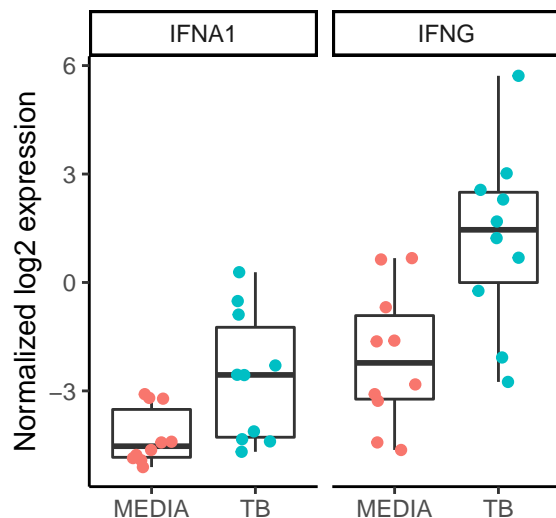 IFNA1 IFNG
Normalized log2 expression
6
3
0
−3
MEDIA TB MEDIA TB